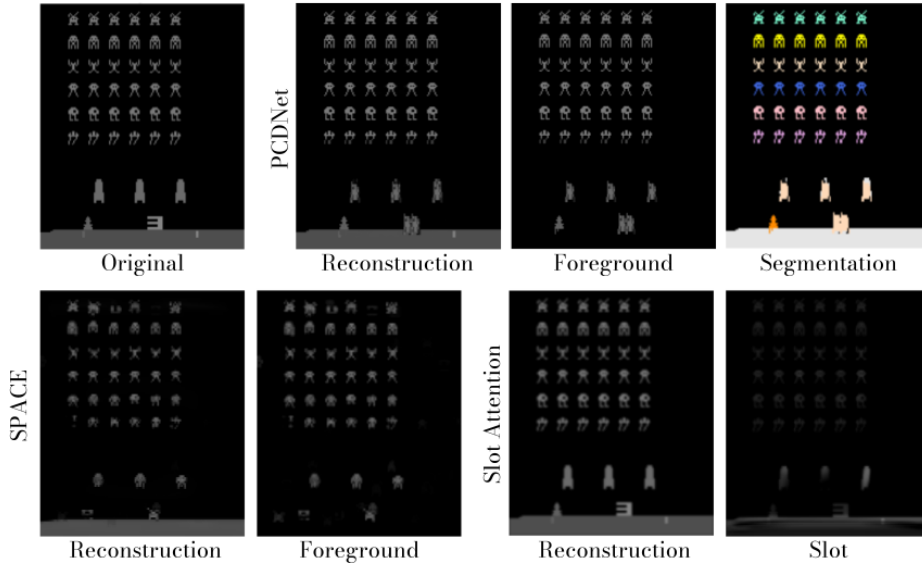 PCDNet
Original
Reconstruction
Foreground
Segmentation
SPACE
Slot Attention
Reconstruction
Foreground
Reconstruction
Slot